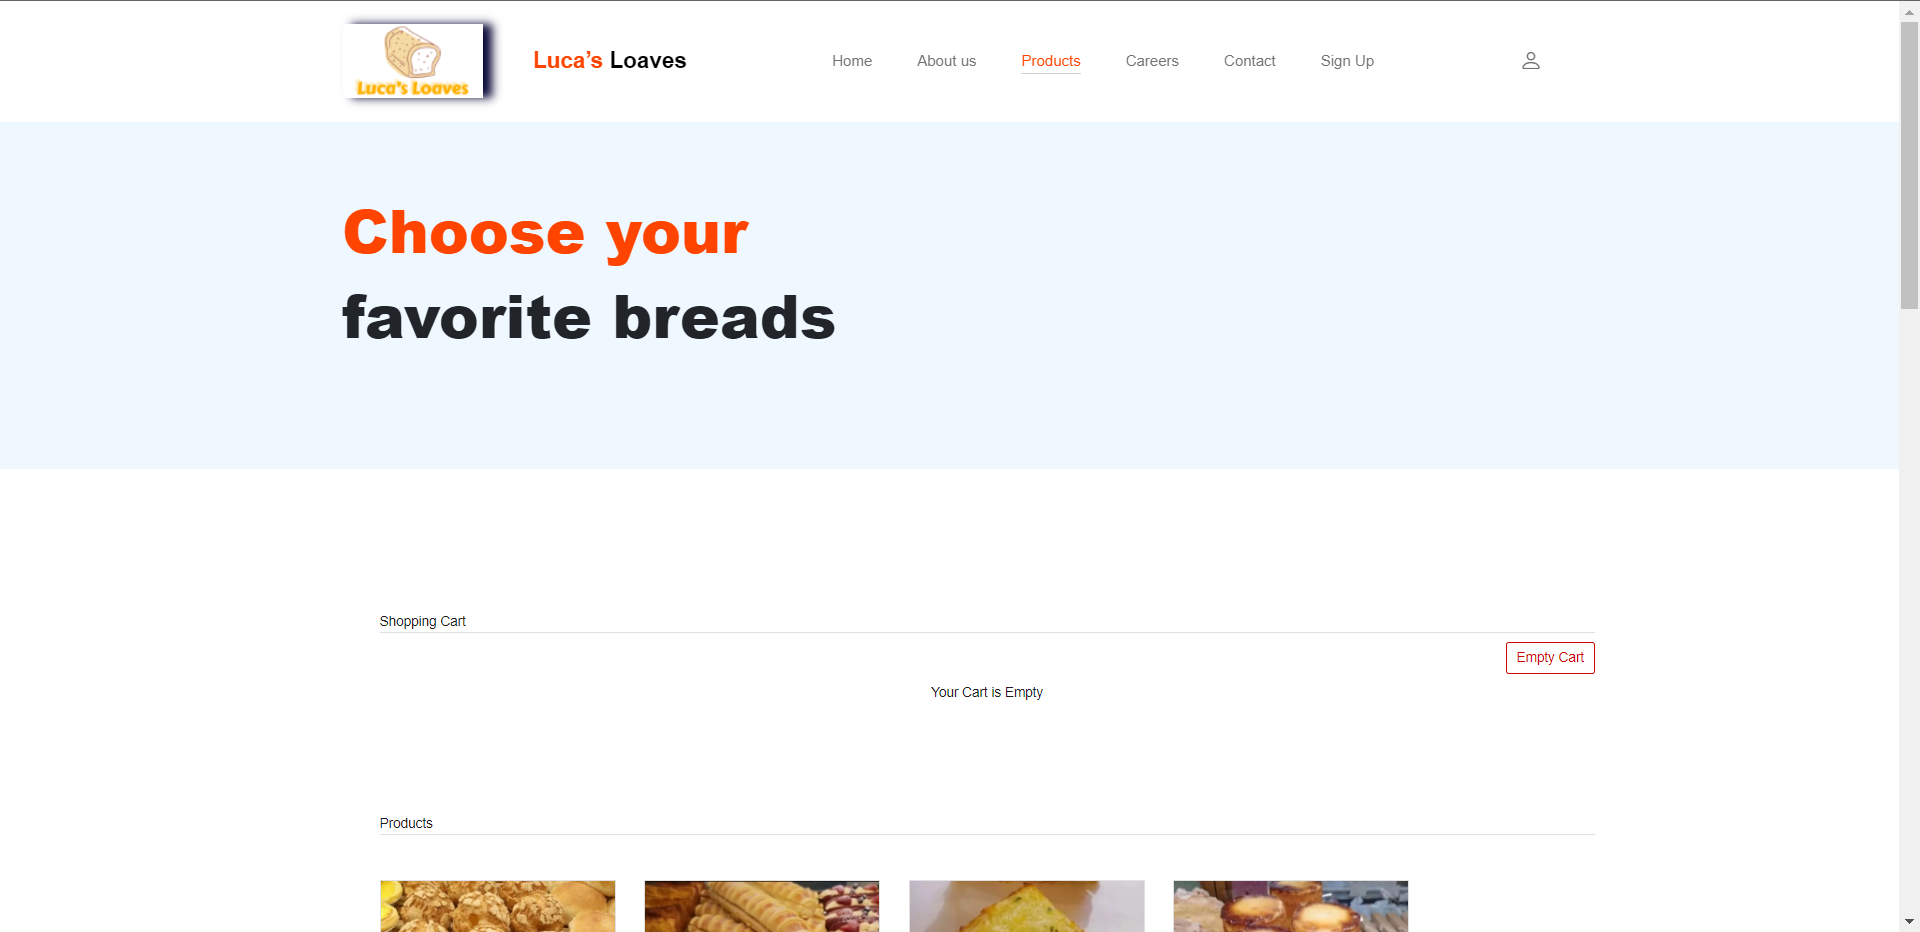 Luca's Loaves
Luca’s Loaves
Home
About us
Products
Careers
Contact
Sign Up
Choose your
favorite breads
Shopping Cart
Empty Cart
Your Cart is Empty
Products